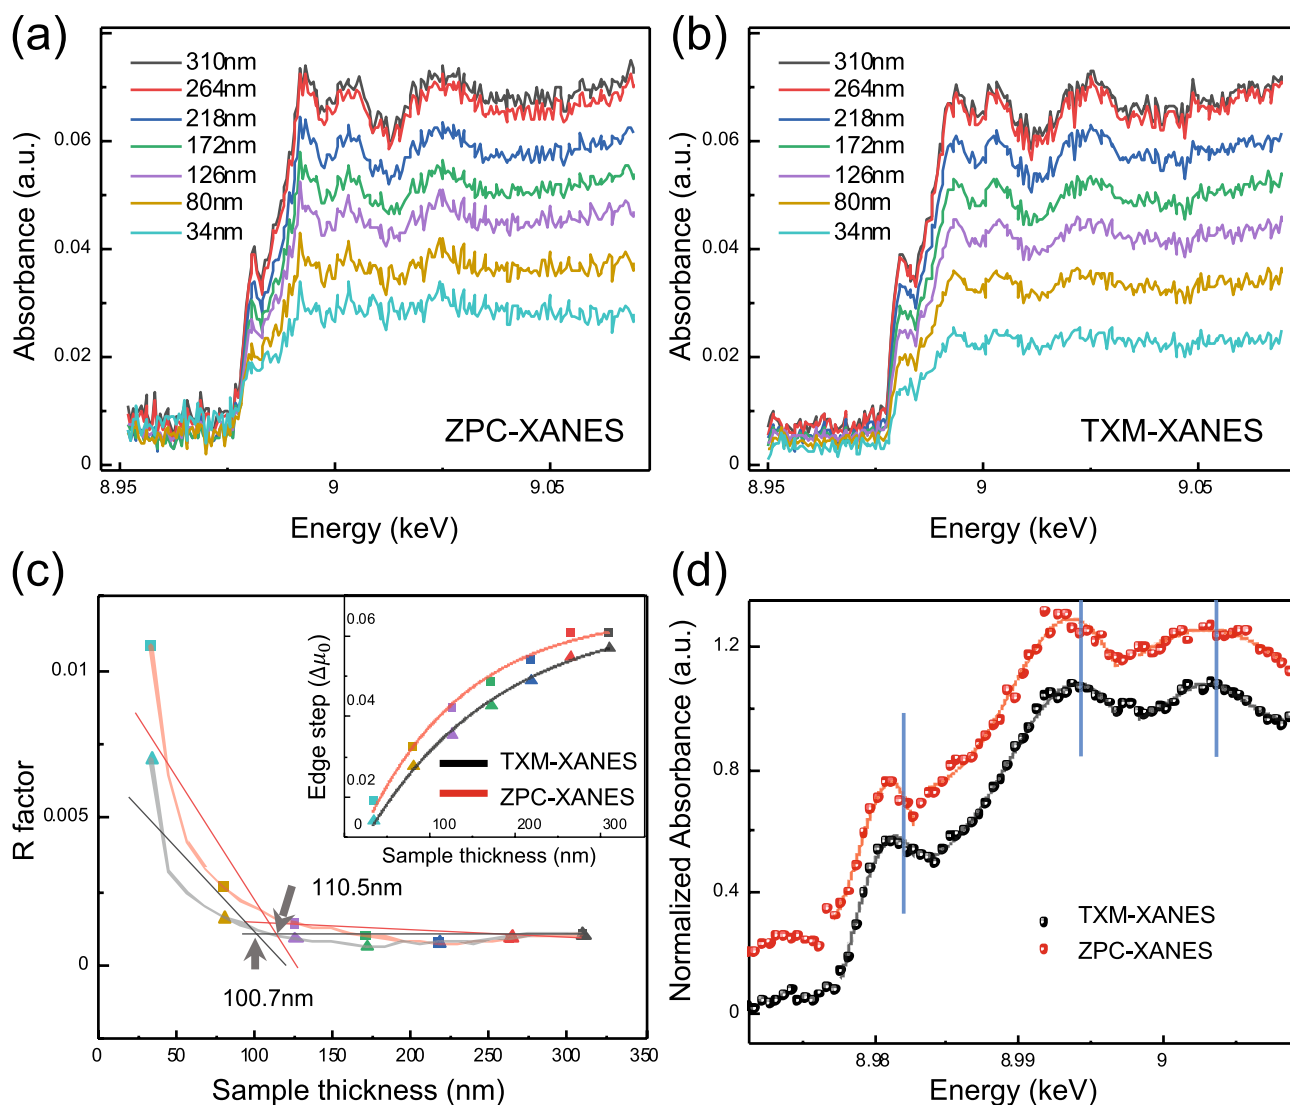 (a)
310nm
264nm
218nm
172nm
126nm
80nm
34nm
0.06
0.04
0.02
0
Absorbance (a.u.)
ZPC-XANES
8.95
9
9.05
Energy (keV)
(b)
310nm
264nm
218nm
172nm
126nm
80nm
34nm
0.06
0.04
0.02
0
Absorbance (a.u.)
TXM-XANES
8.95
9
9.05
Energy (keV)
(c)
0.01
0.005
0
R factor
0.06
0.04
0.02
0
Edge step (Δμ0)
TXM-XANES
ZPC-XANES
0
100
200
300
Sample thickness (nm)
110.5nm
100.7nm
0
50
100
150
200
250
300
350
Sample thickness (nm)
(d)
1.2
0.8
0.4
0
Normalized Absorbance (a.u.)
TXM-XANES
ZPC-XANES
8.98
8.99
9
Energy (keV)